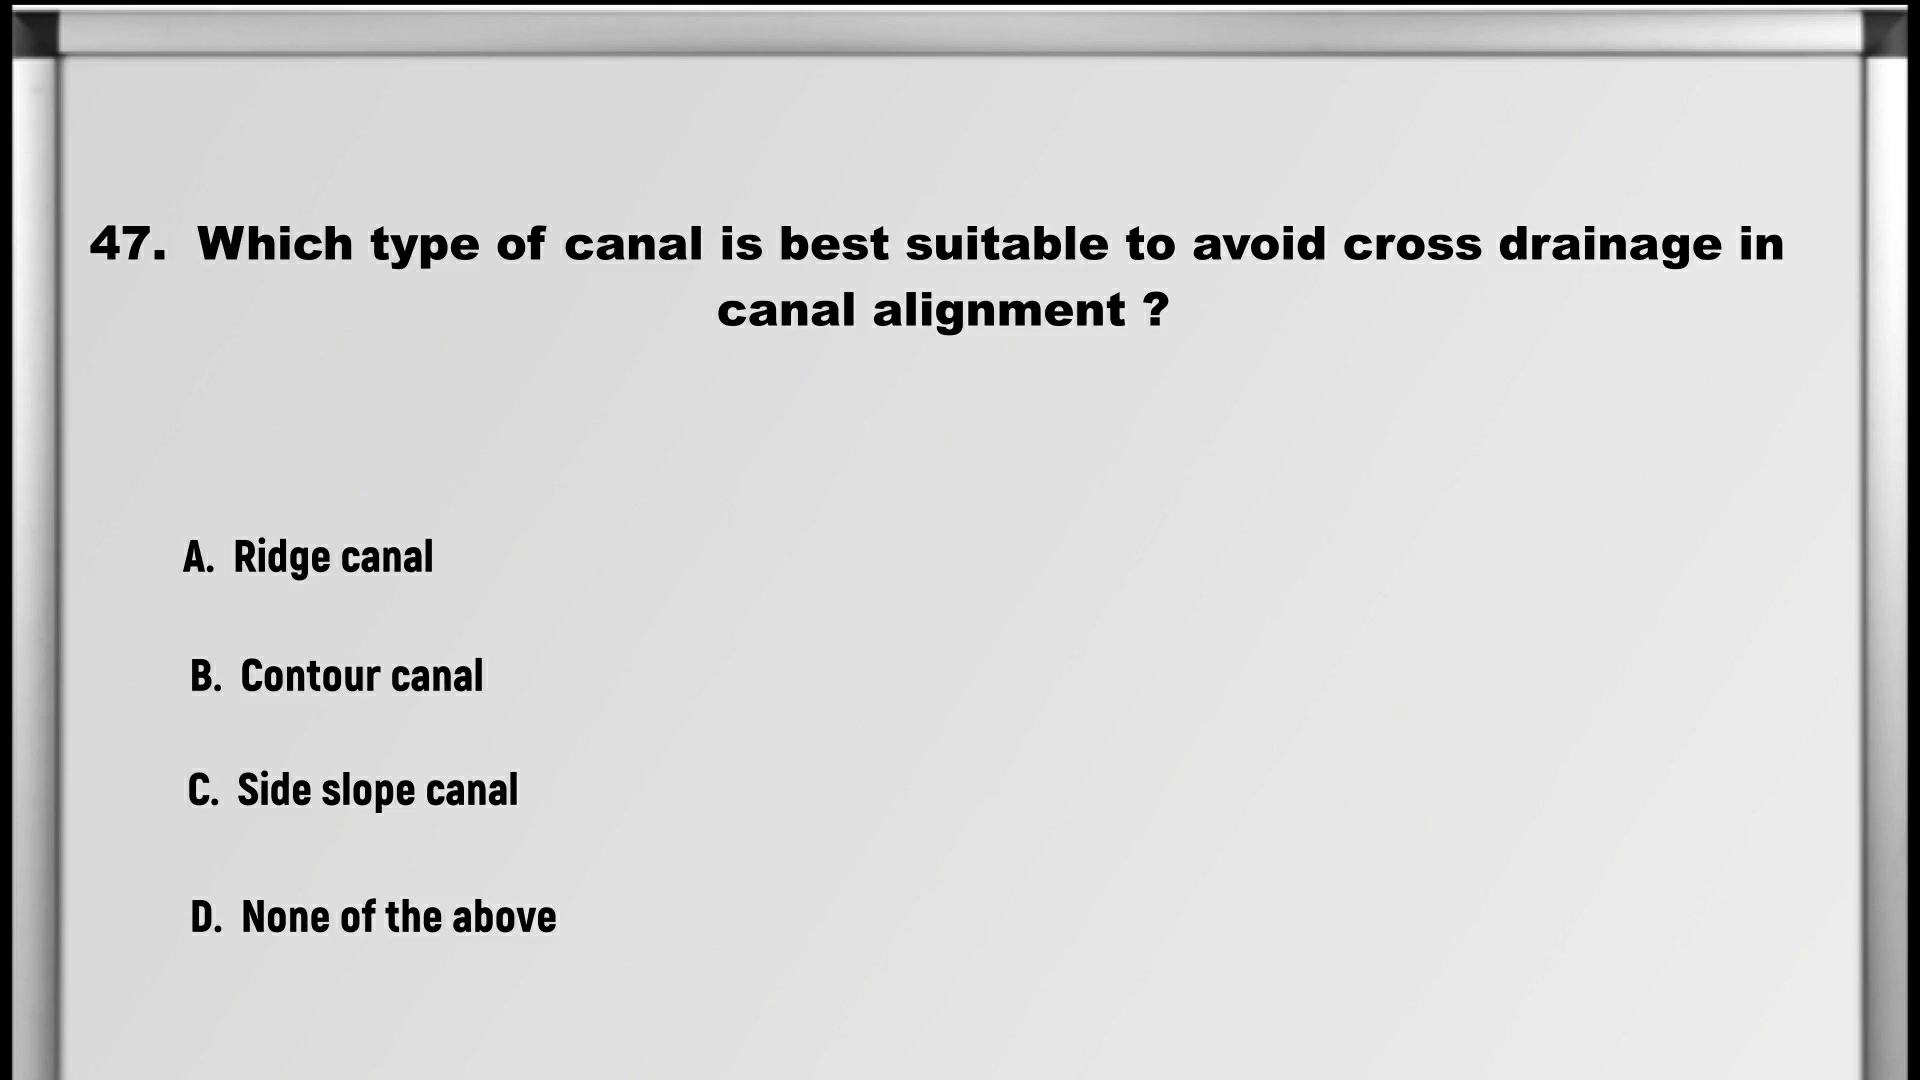 47. Which type of canal is best suitable to avoid cross drainage in
canal alignment ?
A. Ridge canal
B. Contour canal
C. Side slope canal
D. None of the above